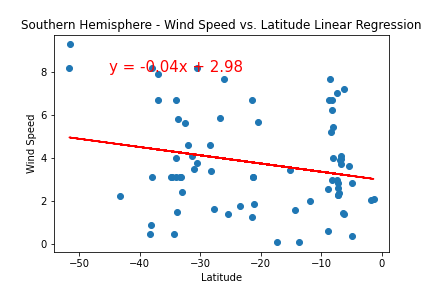 Southern Hemisphere - Wind Speed vs. Latitude Linear Regression
y = -0.04x + 2.98
8
6
4
2
0
Wind Speed
−50
−40
−30
−20
−10
0
Latitude